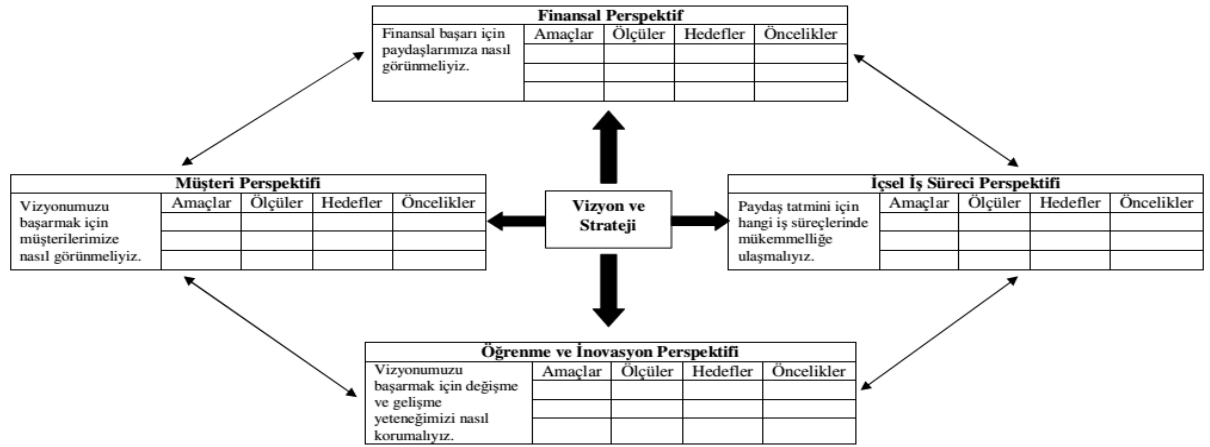 Finansal Perspektif
Finansal başarı için
paydaşlarımıza nasıl
görünmeliyiz.
Amaçlar Ölçüler Hedefler Öncelikler
Müşteri Perspektifi
Vizyonumuzu
başarmak için
müşterilerimize
nasıl görünmeliyiz.
Amaçlar Ölçüler Hedefler Öncelikler
Vizyon ve
Strateji
İçsel İş Süreci Perspektifi
Paydaş tatmini için
hangi iş süreçlerinde
mükemmelliğe
ulaşmalıyız.
Amaçlar Ölçüler Hedefler Öncelikler
Öğrenme ve İnovasyon Perspektifi
Vizyonumuzu
başarmak için değişme
ve gelişme
yeteneğimizi nasıl
korumalıyız.
Amaçlar Ölçüler Hedefler Öncelikler